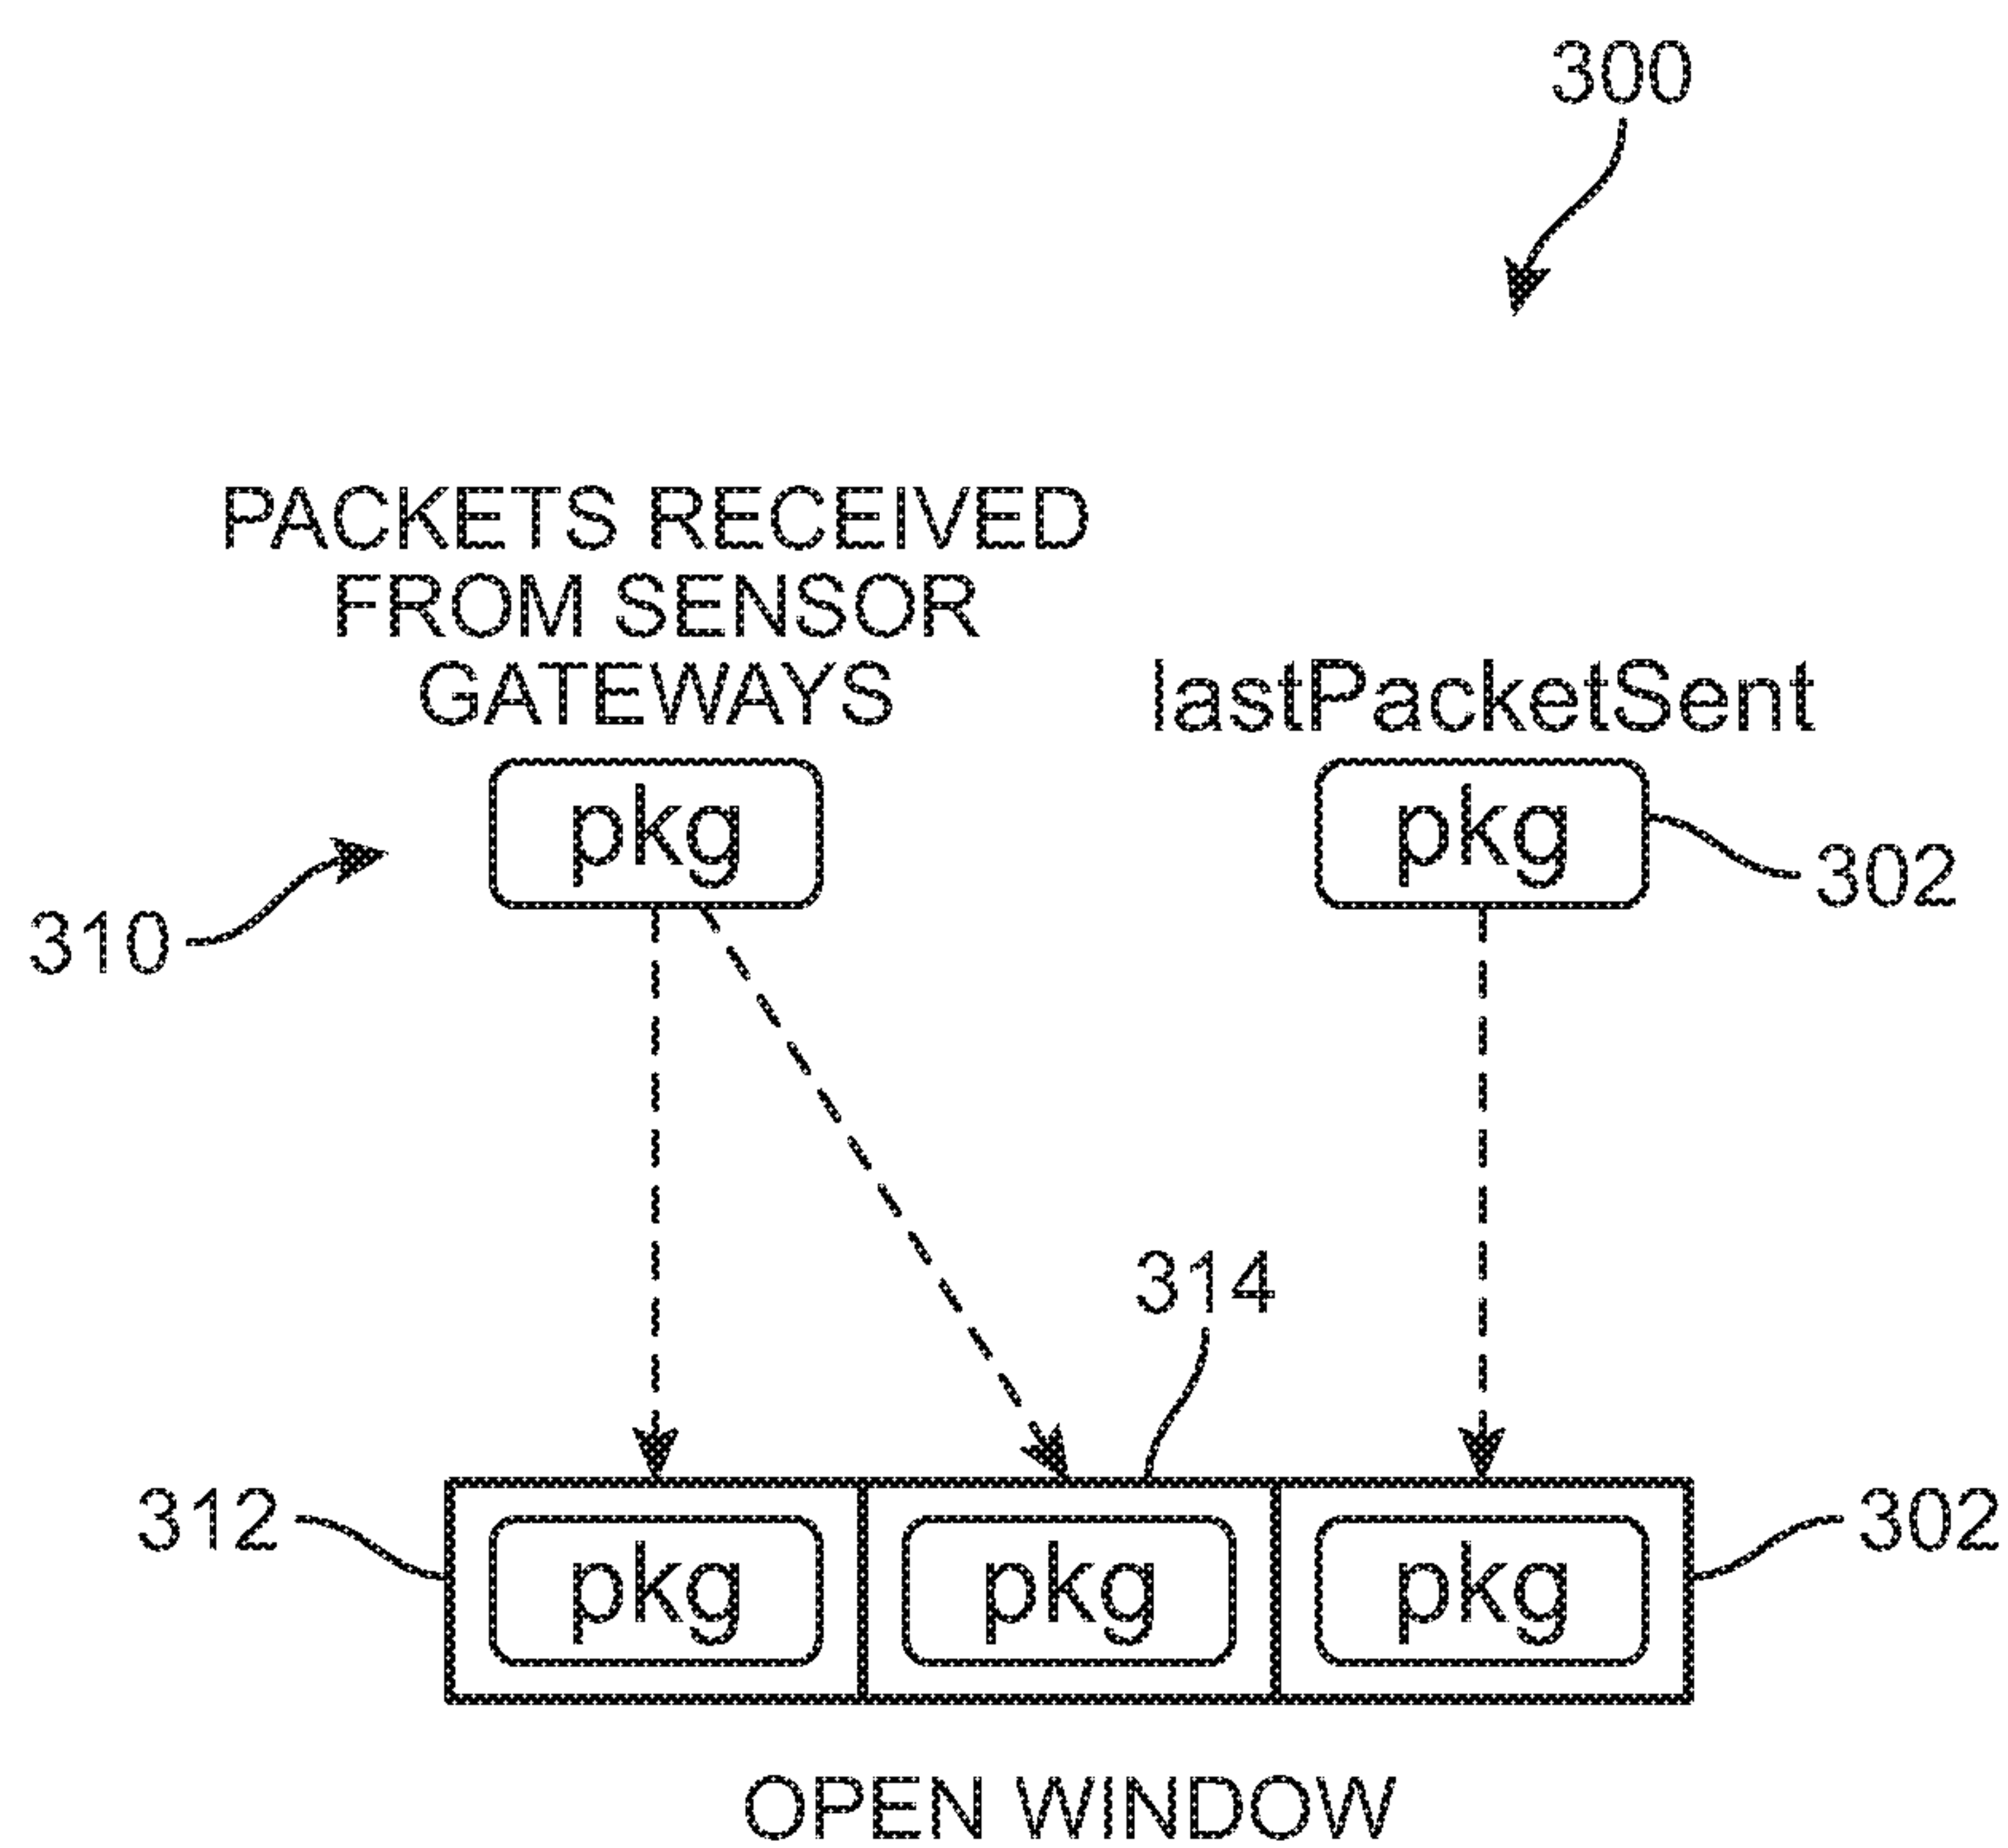 300
PACKETS RECEIVED
FROM SENSOR
GATEWAYS
lastPacketSent
pkg
pkg
302
310
314
312
pkg
pkg
pkg
302
OPEN WINDOW